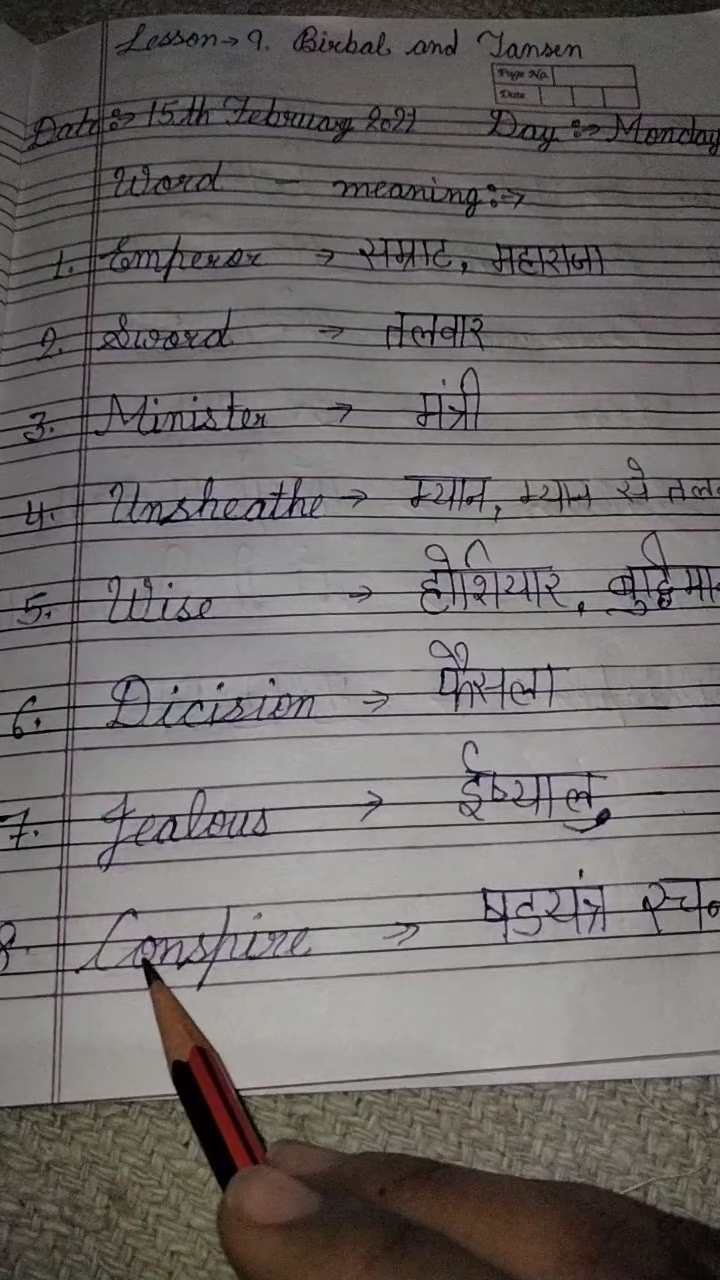 Lesson→ 9. Birbal and Tansen
Page No.
Date
Date:→ 15th February 2021 Day:→ Monday
Word - meaning:→
1. Emperor → सम्राट, महाराजा
2. Sword → तलवार
3. Minister → मंत्री
4. Unsheathe → म्यान, म्यान से तल
5. Wise → होशियार, बुद्धिमा
6. Dicision → फैसला
7. Jealous → ईर्ष्यालु
8. Conspire → षडयंत्र